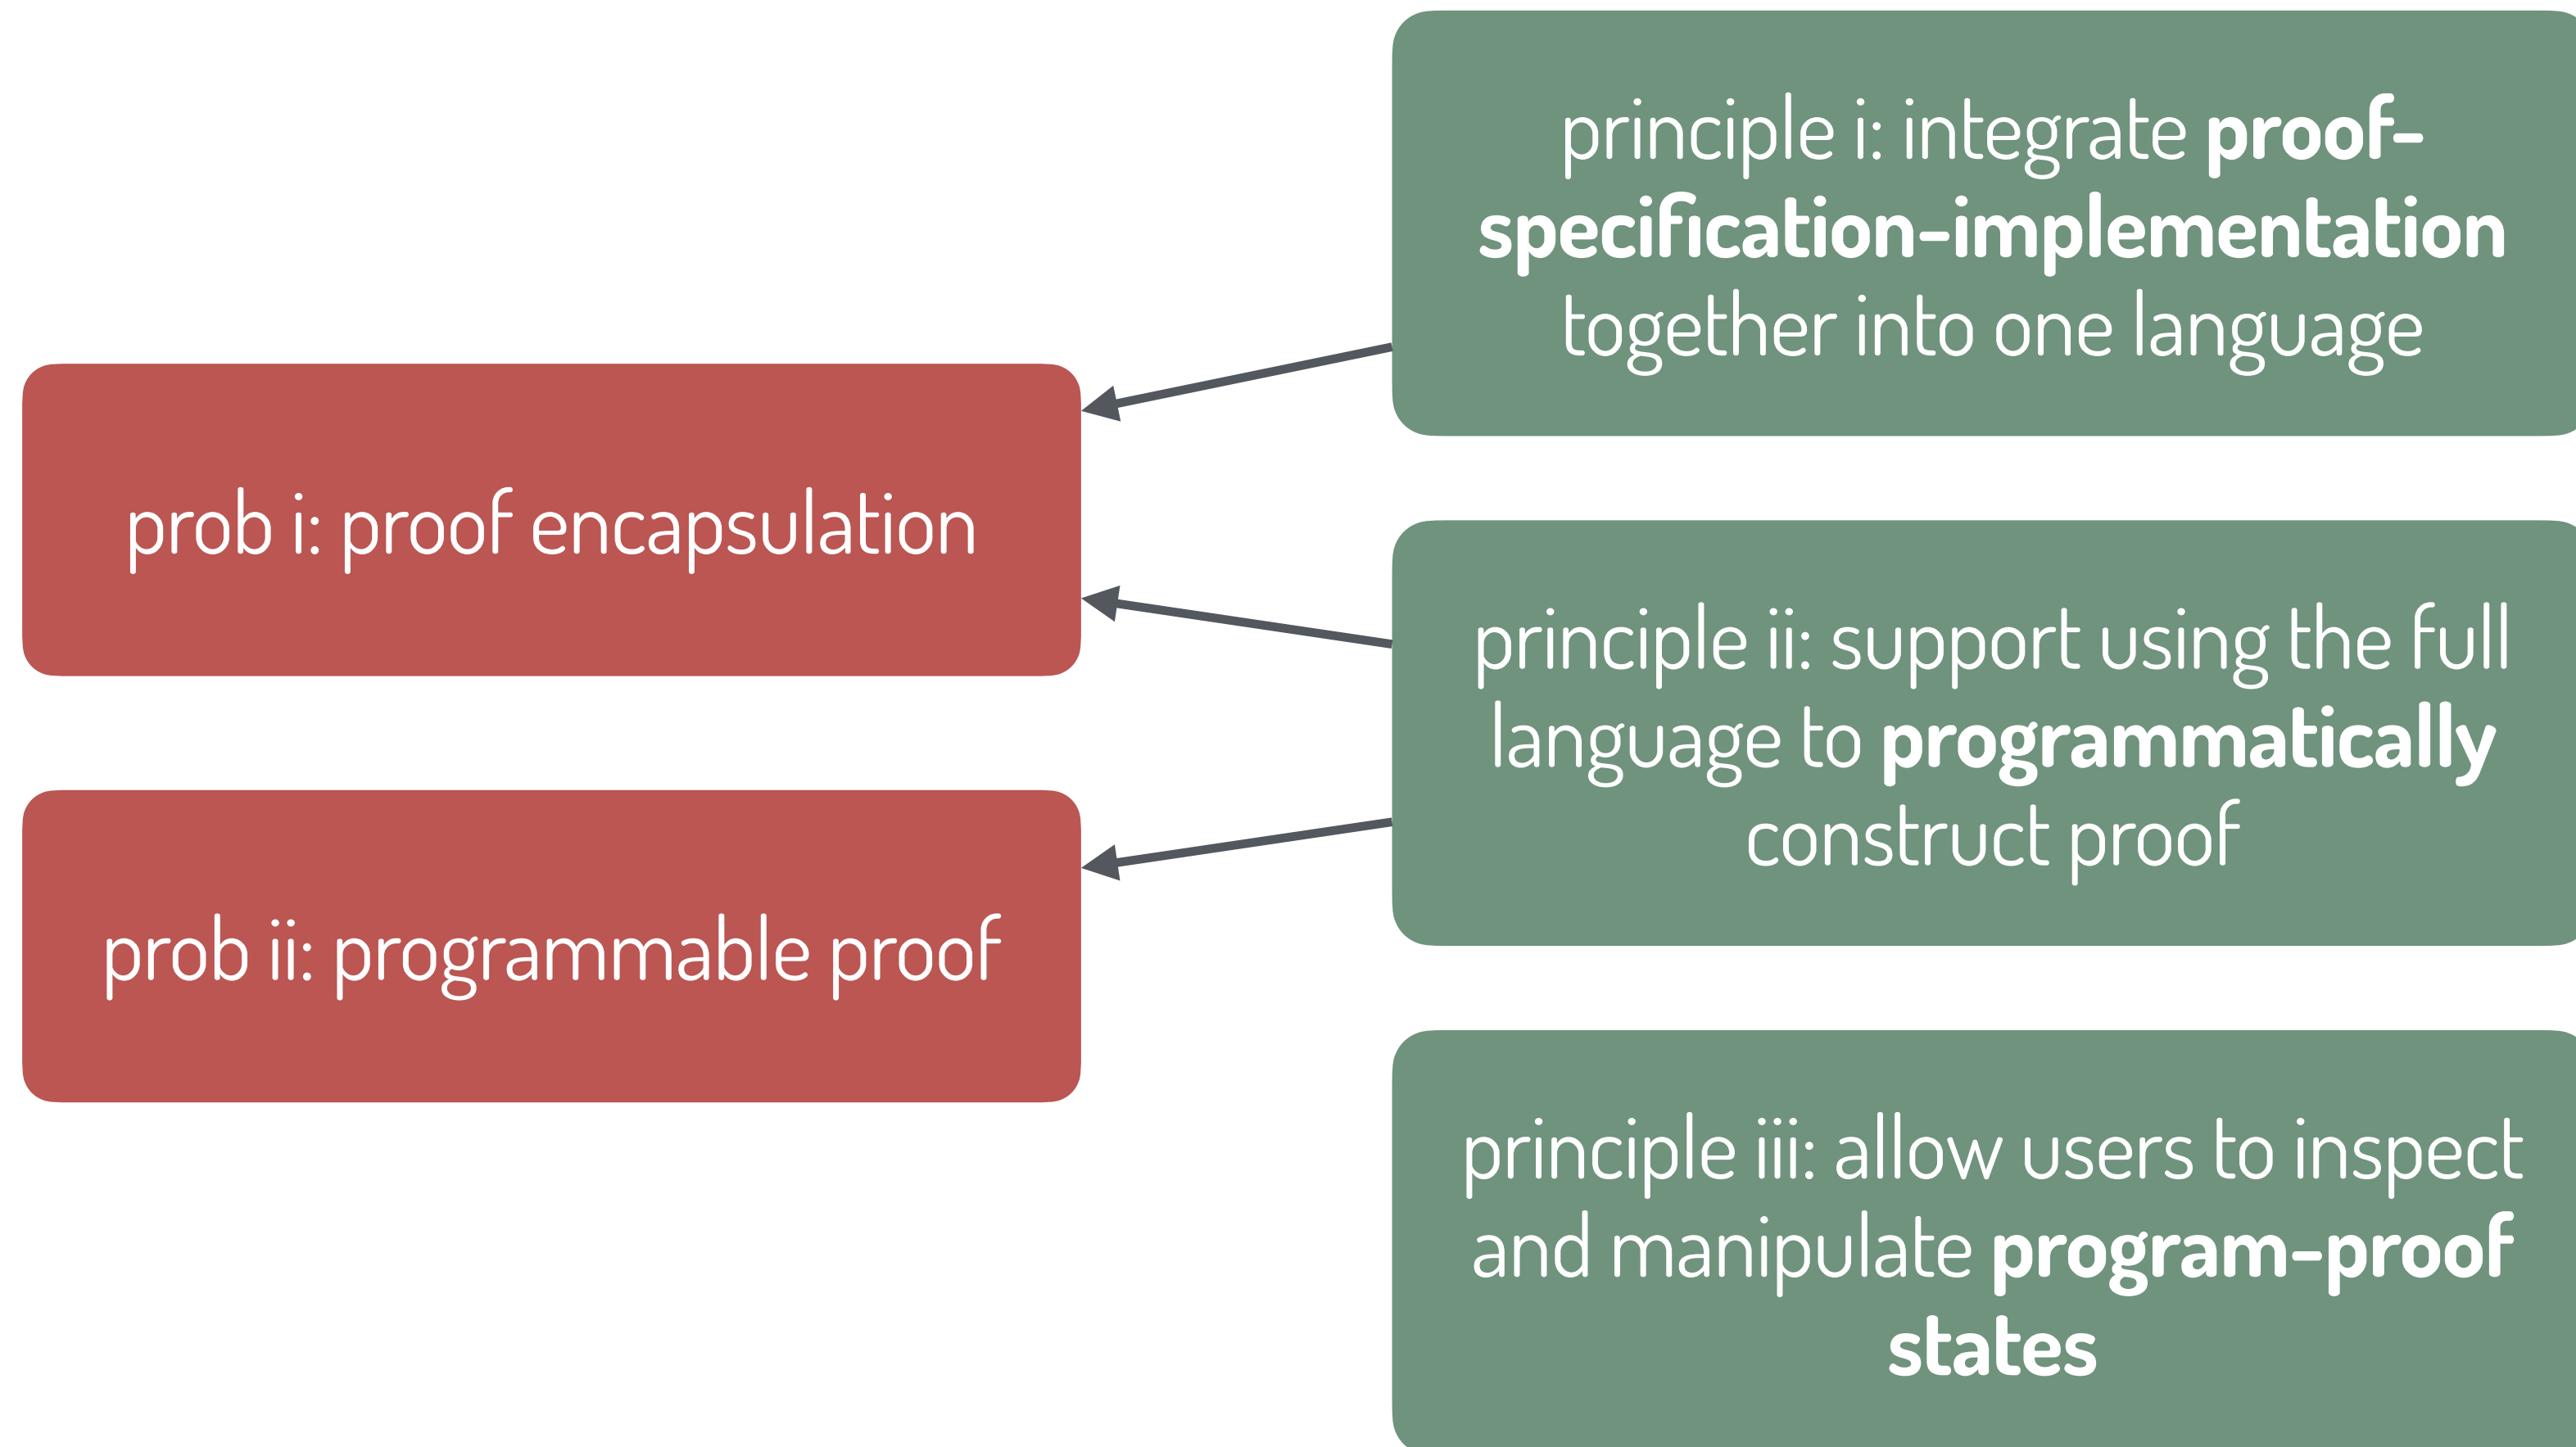 prob i: proof encapsulation
prob ii: programmable proof
principle i: integrate proof-
specification-implementation
together into one language
principle ii: support using the full
language to programmatically
construct proof
principle iii: allow users to inspect
and manipulate program-proof
states